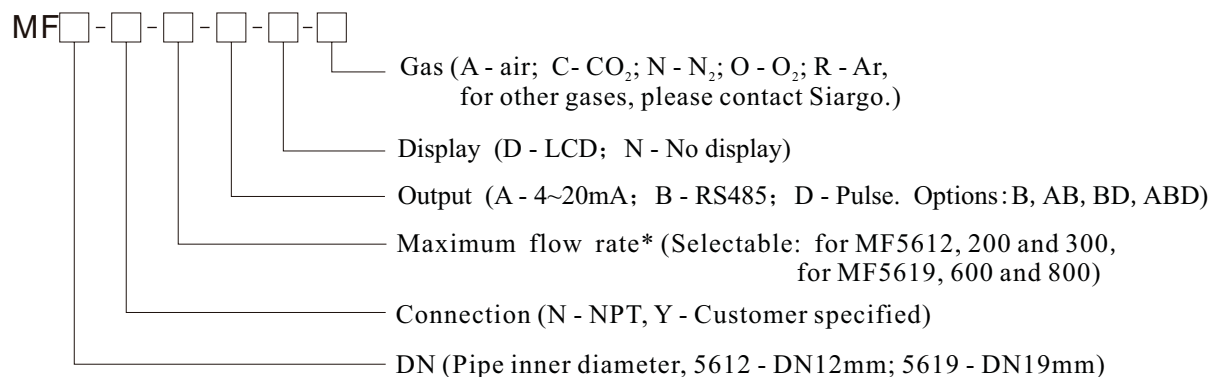 MF□-□-□-□-□-□
Gas (A - air; C- CO₂; N - N₂; O - O₂; R - Ar,
for other gases, please contact Siargo.)
Display (D - LCD; N - No display)
Output (A - 4~20mA; B - RS485; D - Pulse. Options: B, AB, BD, ABD)
Maximum flow rate* (Selectable: for MF5612, 200 and 300,
for MF5619, 600 and 800)
Connection (N - NPT, Y - Customer specified)
DN (Pipe inner diameter, 5612 - DN12mm; 5619 - DN19mm)